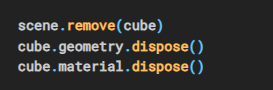 scene.remove(cube)
cube.geometry.dispose()
cube.material.dispose()